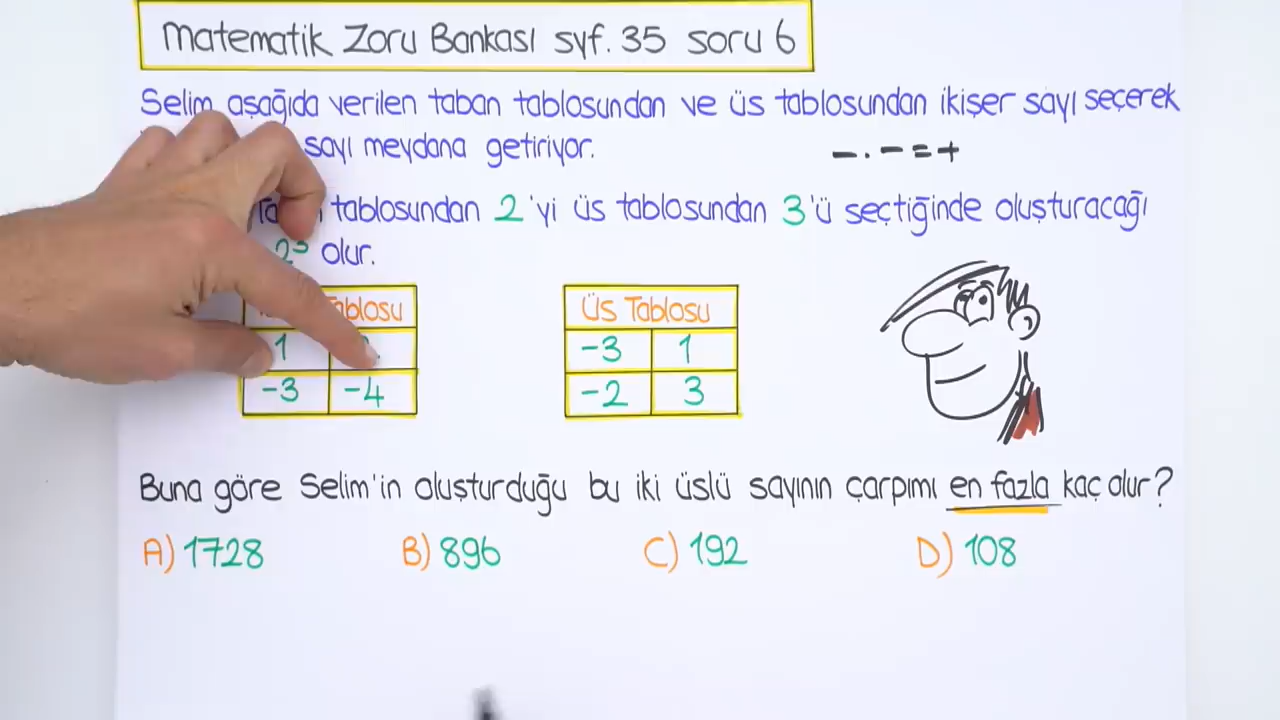 Matematik Zoru Bankası syf. 35 soru 6
Selim aşağıda verilen taban tablosundan ve üs tablosundan ikişer sayı seçerek
sayı meydana getiriyor.
- . - = +
tablosundan 2'yi üs tablosundan 3'ü seçtiğinde oluşturacağı
2³ olur.
Tablosu
1
-3 -4
Üs Tablosu
-3 1
-2 3
Buna göre Selim'in oluşturduğu bu iki üslü sayının çarpımı en fazla kaç olur?
A) 1728 B) 896 C) 192 D) 108